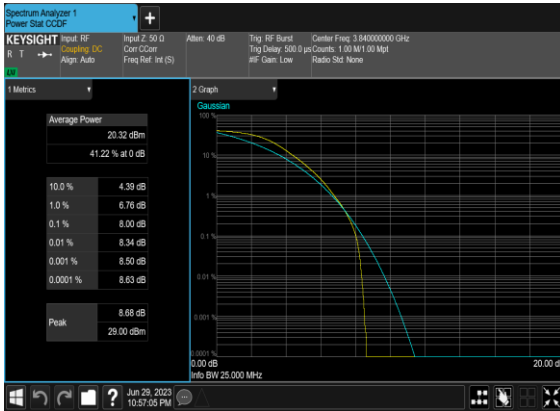 Spectrum Analyzer 1
Power Stat CCDF
+
KEYSIGHT
R T
LV
Input: RF
Coupling: DC
Align: Auto
Input Z: 50 Ω
Corr CCorr
Freq Ref: Int (S)
Atten: 40 dB
Trig: RF Burst
Trig Delay: 500.0 µs
#IF Gain: Low
Center Freq: 3.840000000 GHz
Counts: 1.00 M/1.00 Mpt
Radio Std: None
1 Metrics
Average Power
20.32 dBm
41.22 % at 0 dB
10.0 % 4.39 dB
1.0 % 6.76 dB
0.1 % 8.00 dB
0.01 % 8.34 dB
0.001 % 8.50 dB
0.0001 % 8.63 dB
Peak
8.68 dB
29.00 dBm
2 Graph
Gaussian
100 %
10 %
1 %
0.1 %
0.01 %
0.001 %
0.0001 %
0.00 dB
20.00 d
Info BW 25.000 MHz
?
Jun 29, 2023
10:57:05 PM